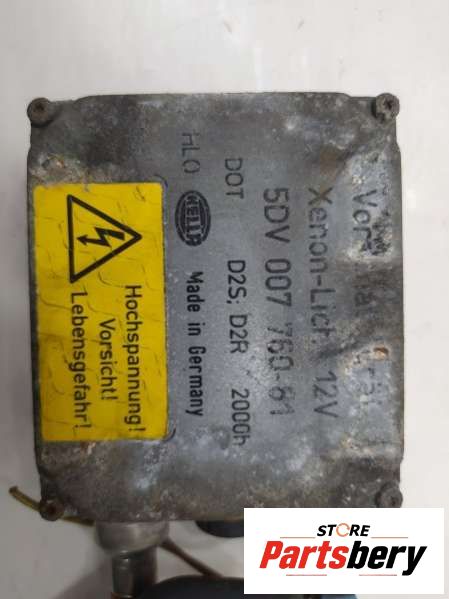 Xenon-Licht 12V
5DV 007 760-61
DOT D2S, D2R 2000h
HLO HELLA Made in Germany
Hochspannung!
Vorsicht!
Lebensgefahr!
STORE
Partsbery